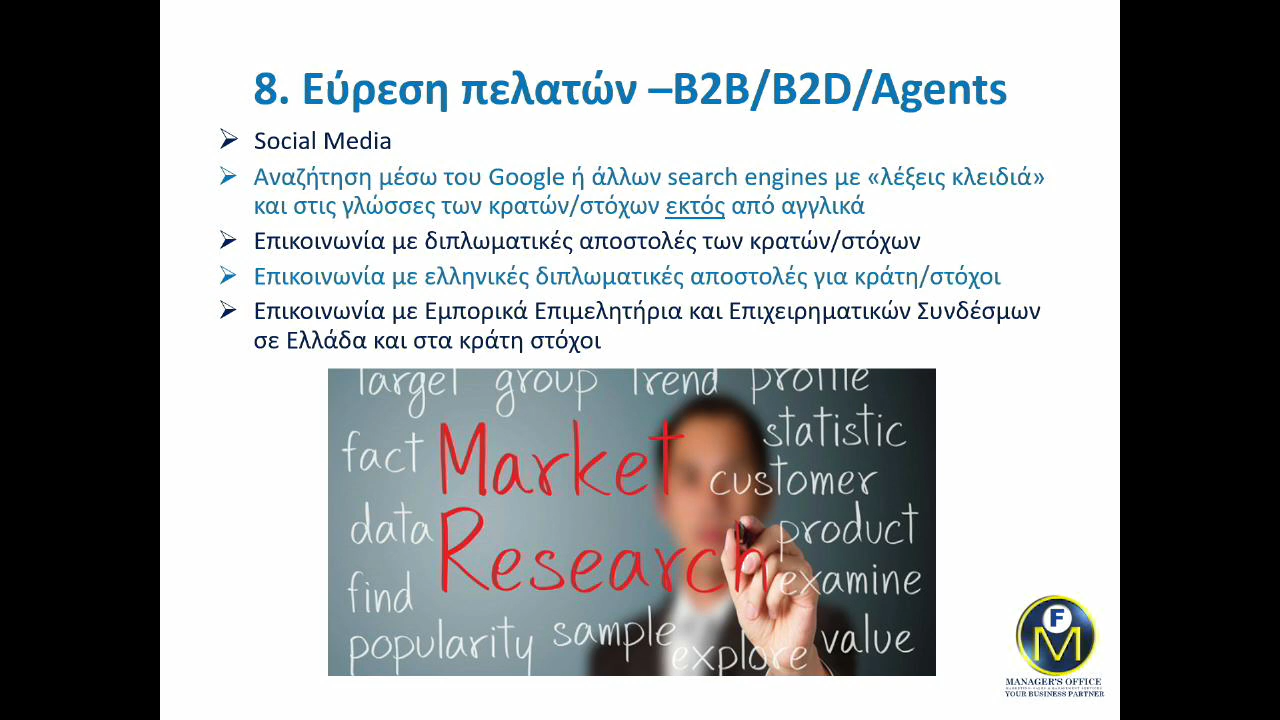 8. Εύρεση πελατών –B2B/B2D/Agents
➢ Social Media
➢ Αναζήτηση μέσω του Google ή άλλων search engines με «λέξεις κλειδιά»
και στις γλώσσες των κρατών/στόχων εκτός από αγγλικά
➢ Επικοινωνία με διπλωματικές αποστολές των κρατών/στόχων
➢ Επικοινωνία με ελληνικές διπλωματικές αποστολές για κράτη/στόχοι
➢ Επικοινωνία με Εμπορικά Επιμελητήρια και Επιχειρηματικών Συνδέσμων
σε Ελλάδα και στα κράτη στόχοι
Target group Trend profile
fact Market statistic
customer
data Research product
find examine
popularity sample explore value
F
M
MANAGER'S OFFICE
MARKETING, SALES & MANAGEMENT SERVICES
YOUR BUSINESS PARTNER